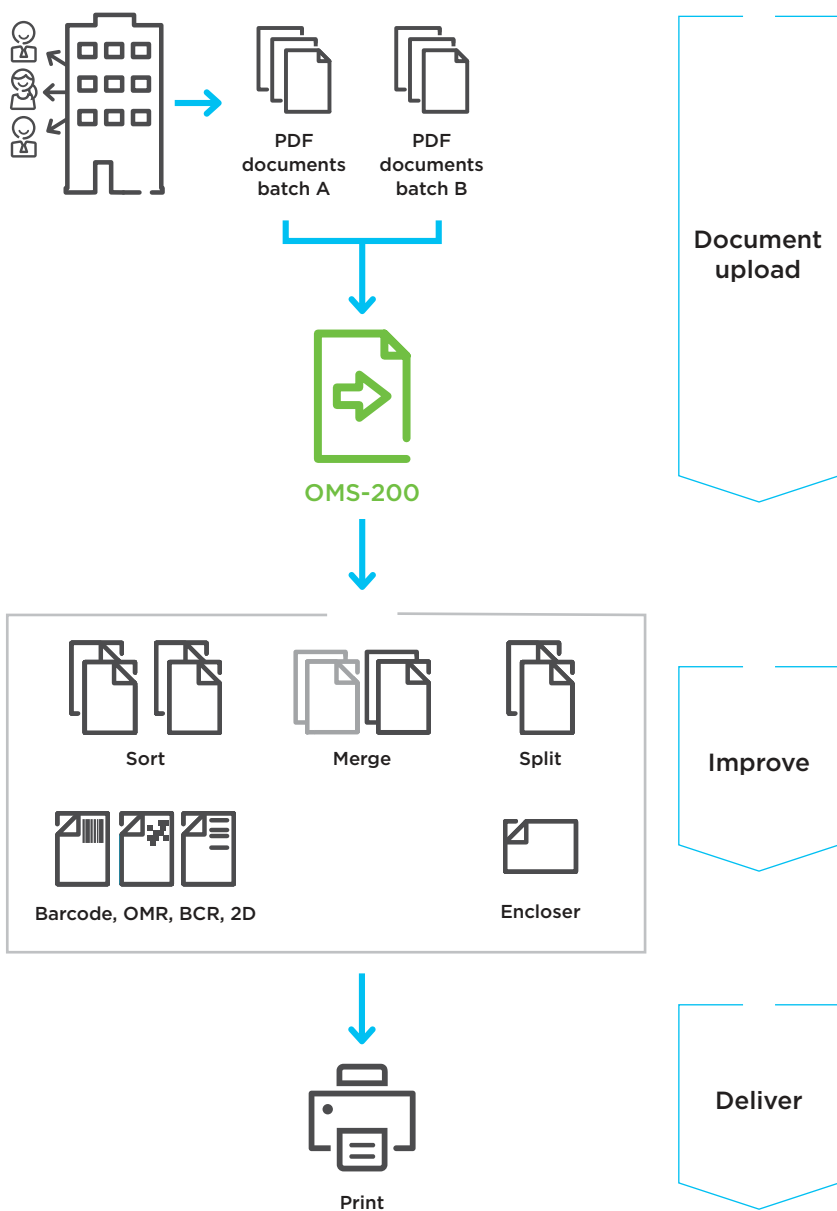 PDF
documents
batch A
PDF
documents
batch B
Document
upload
OMS-200
Sort
Merge
Split
Improve
Barcode, OMR, BCR, 2D
Encloser
Deliver
Print